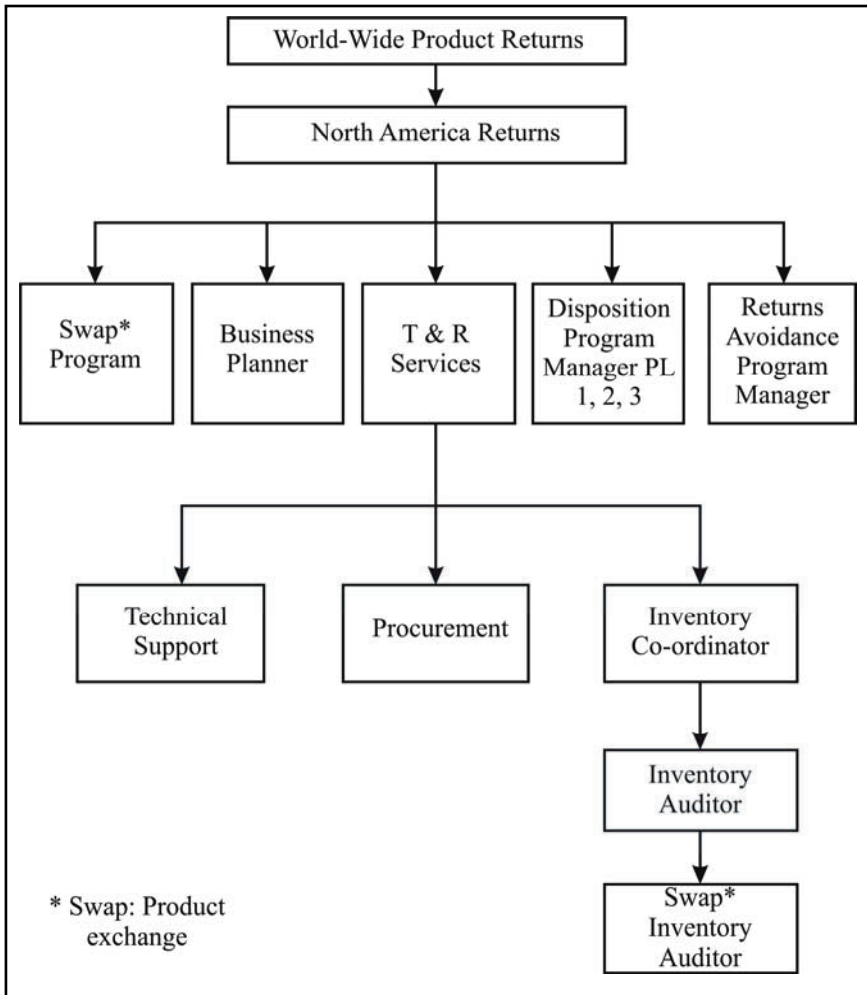 World-Wide Product Returns
North America Returns
Swap*
Program
Business
Planner
T & R
Services
Disposition
Program
Manager PL
1, 2, 3
Returns
Avoidance
Program
Manager
Technical
Support
Procurement
Inventory
Co-ordinator
Inventory
Auditor
Swap*
Inventory
Auditor
* Swap: Product
exchange